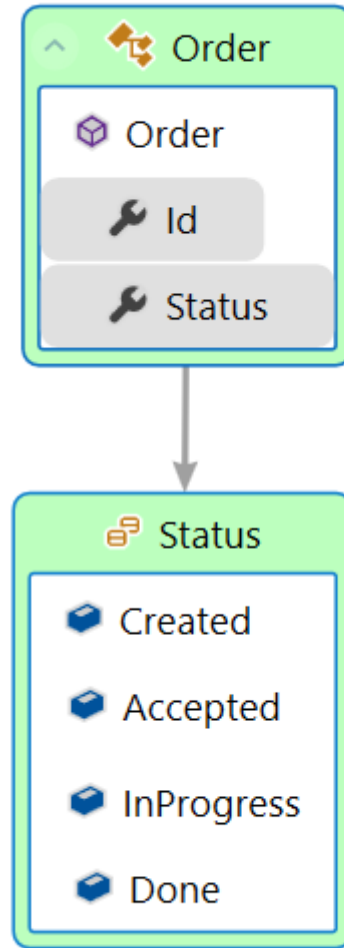 Order
Order
Id
Status
Status
Created
Accepted
InProgress
Done